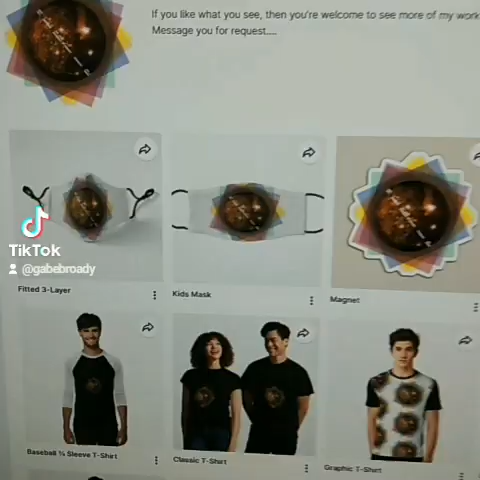 If you like what you see, then you're welcome to see more of my work
Message you for request....
TikTok
@gabebroady
Fitted 3-Layer
Kids Mask
Magnet
Baseball ¾ Sleeve T-Shirt
Classic T-Shirt
Graphic T-Shirt